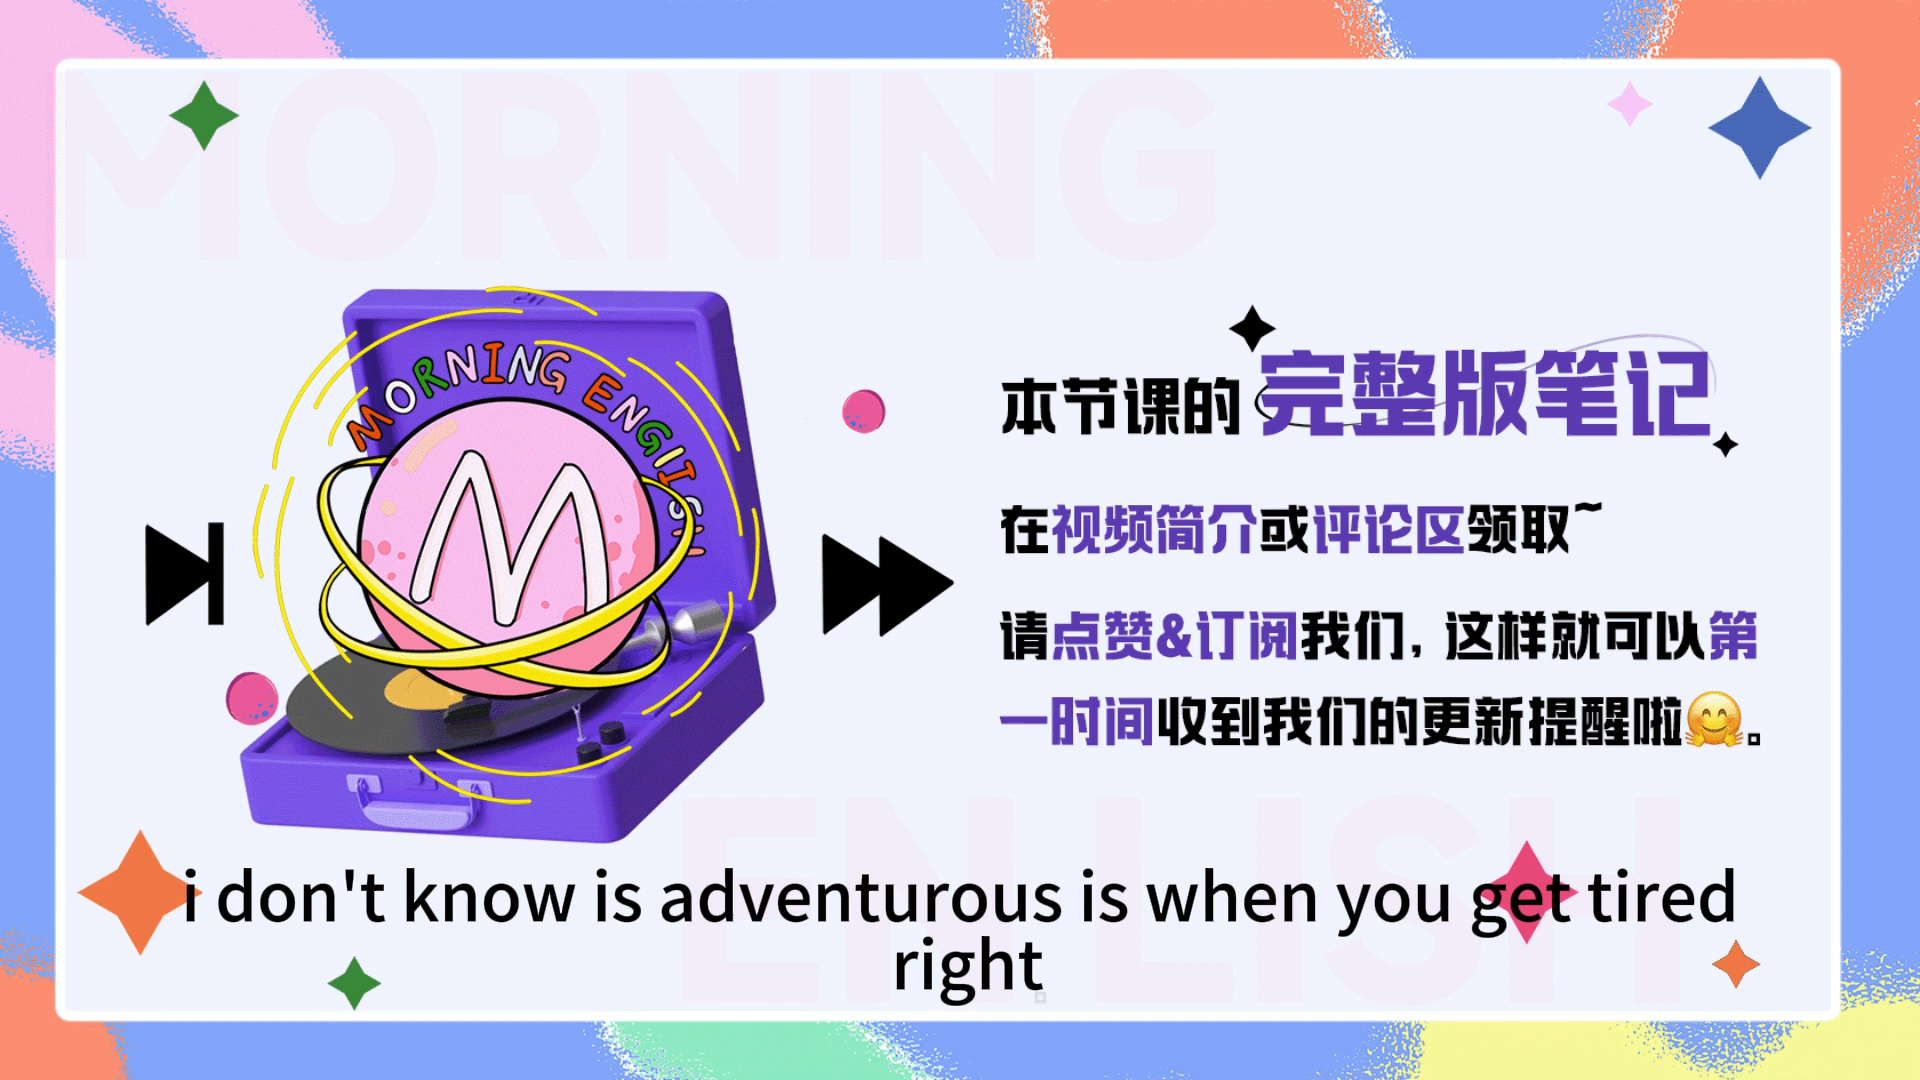 MORNING
MORNING ENGLISH
M
本节课的完整版笔记
在视频简介或评论区领取~
请点赞&订阅我们，这样就可以第
一时间收到我们的更新提醒啦🤗。
EN LISH
i don't know is adventurous is when you get tired
right